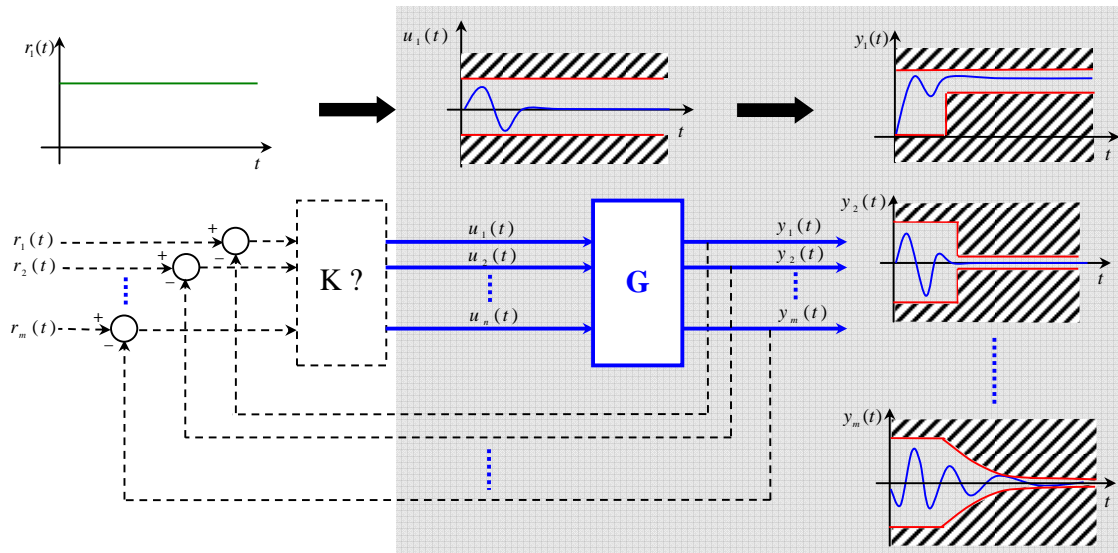 r₁(t)
t
u₁(t)
t
y₁(t)
t
r₁(t)
r₂(t)
rₘ(t)
+
−
+
−
+
−
K ?
u₁(t)
u₂(t)
uₙ(t)
G
y₁(t)
y₂(t)
yₘ(t)
y₂(t)
t
yₘ(t)
t